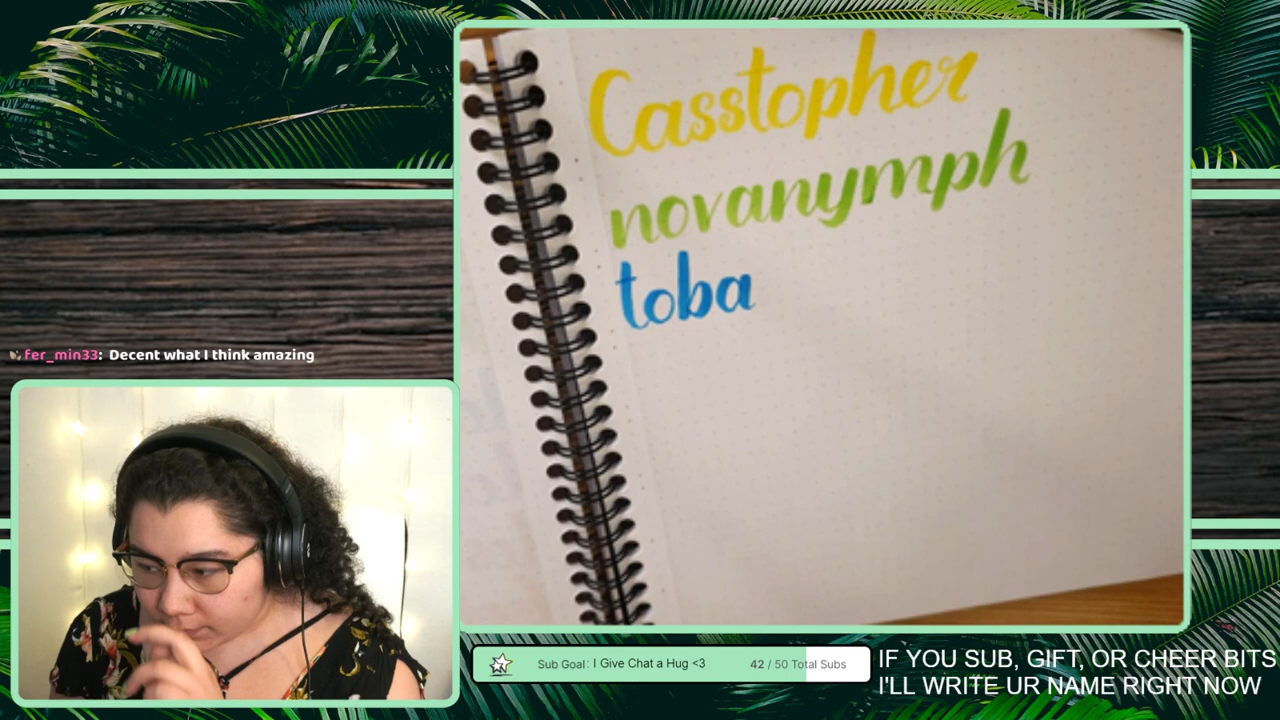 Casstopher
novanymph
toba
fer_min33: Decent what I think amazing
Sub Goal: I Give Chat a Hug <3 42 / 50 Total Subs
IF YOU SUB, GIFT, OR CHEER BITS
I'LL WRITE UR NAME RIGHT NOW